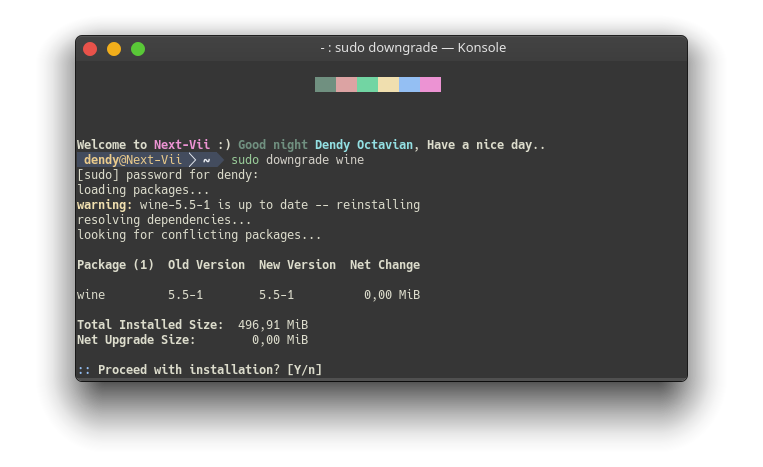 - : sudo downgrade — Konsole
Welcome to Next-Vii :) Good night Dendy Octavian, Have a nice day..
dendy@Next-Vii > ~ sudo downgrade wine
[sudo] password for dendy:
loading packages...
warning: wine-5.5-1 is up to date -- reinstalling
resolving dependencies...
looking for conflicting packages...
Package (1)  Old Version  New Version  Net Change
wine         5.5-1        5.5-1          0,00 MiB
Total Installed Size:  496,91 MiB
Net Upgrade Size:        0,00 MiB
:: Proceed with installation? [Y/n]